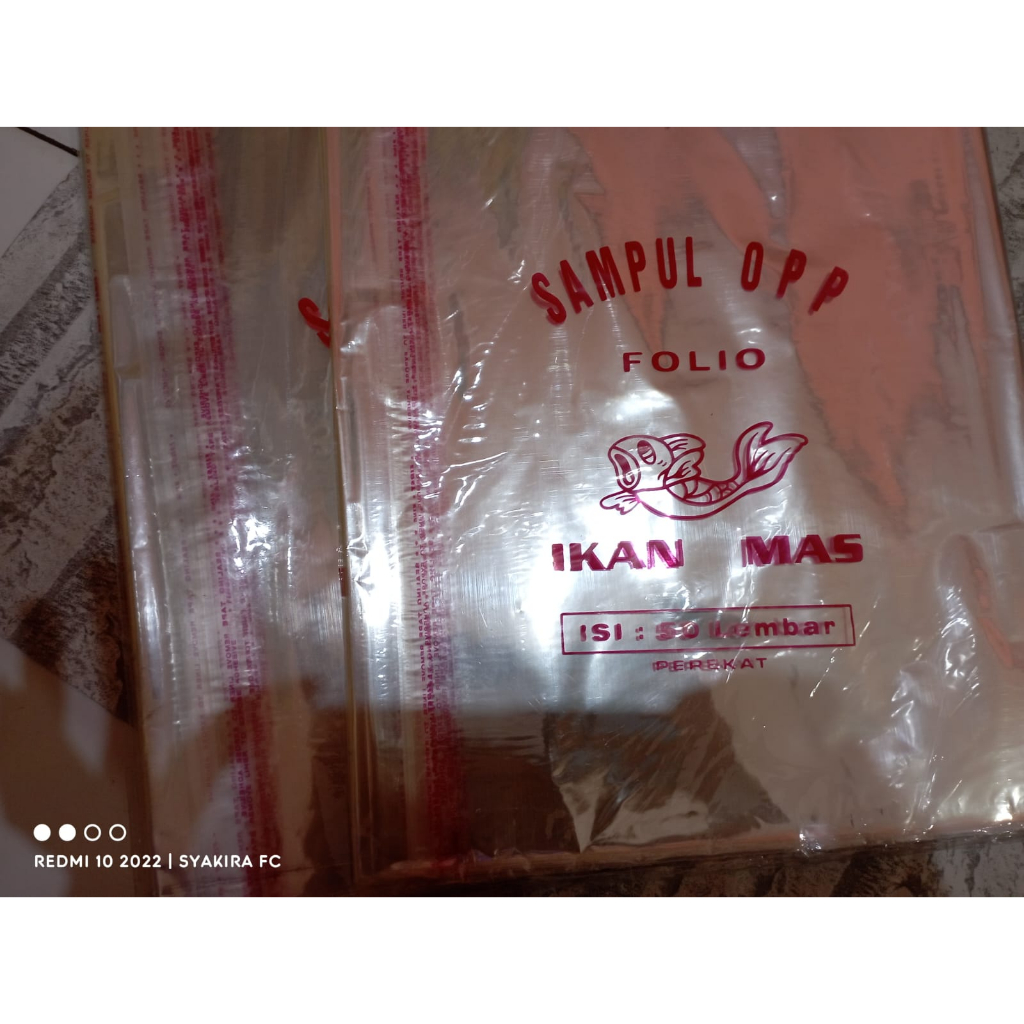 SAMPUL OPP
FOLIO
IKAN MAS
ISI : 50 Lembar
PEREKAT
REDMI 10 2022 | SYAKIRA FC